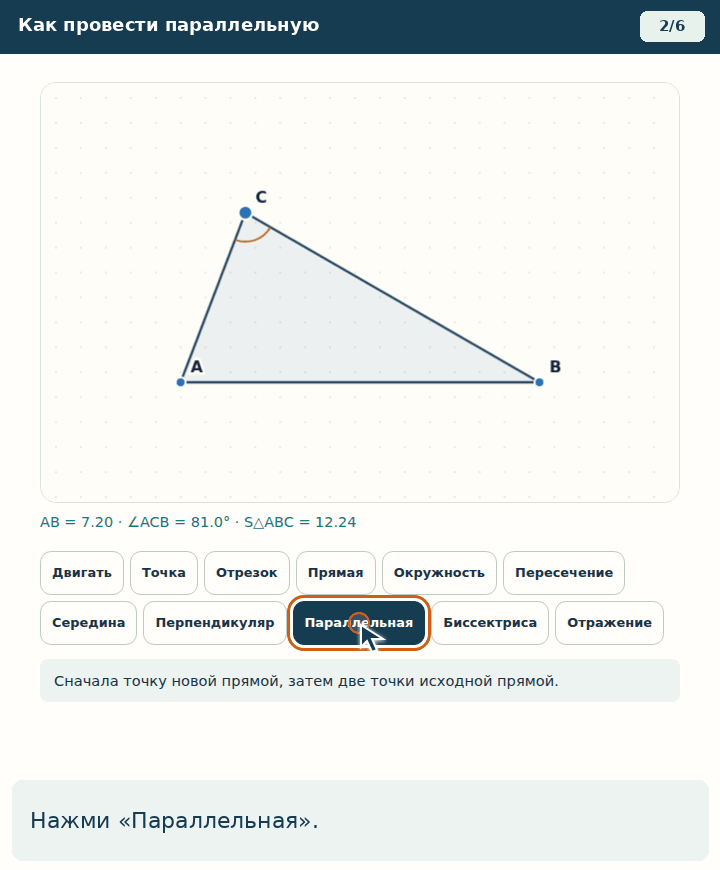 Как провести параллельную
2/6
C
A
B
AB = 7.20 · ∠ACB = 81.0° · S△ABC = 12.24
Двигать Точка Отрезок Прямая Окружность Пересечение
Середина Перпендикуляр Параллельная Биссектриса Отражение
Сначала точку новой прямой, затем две точки исходной прямой.
Нажми «Параллельная».